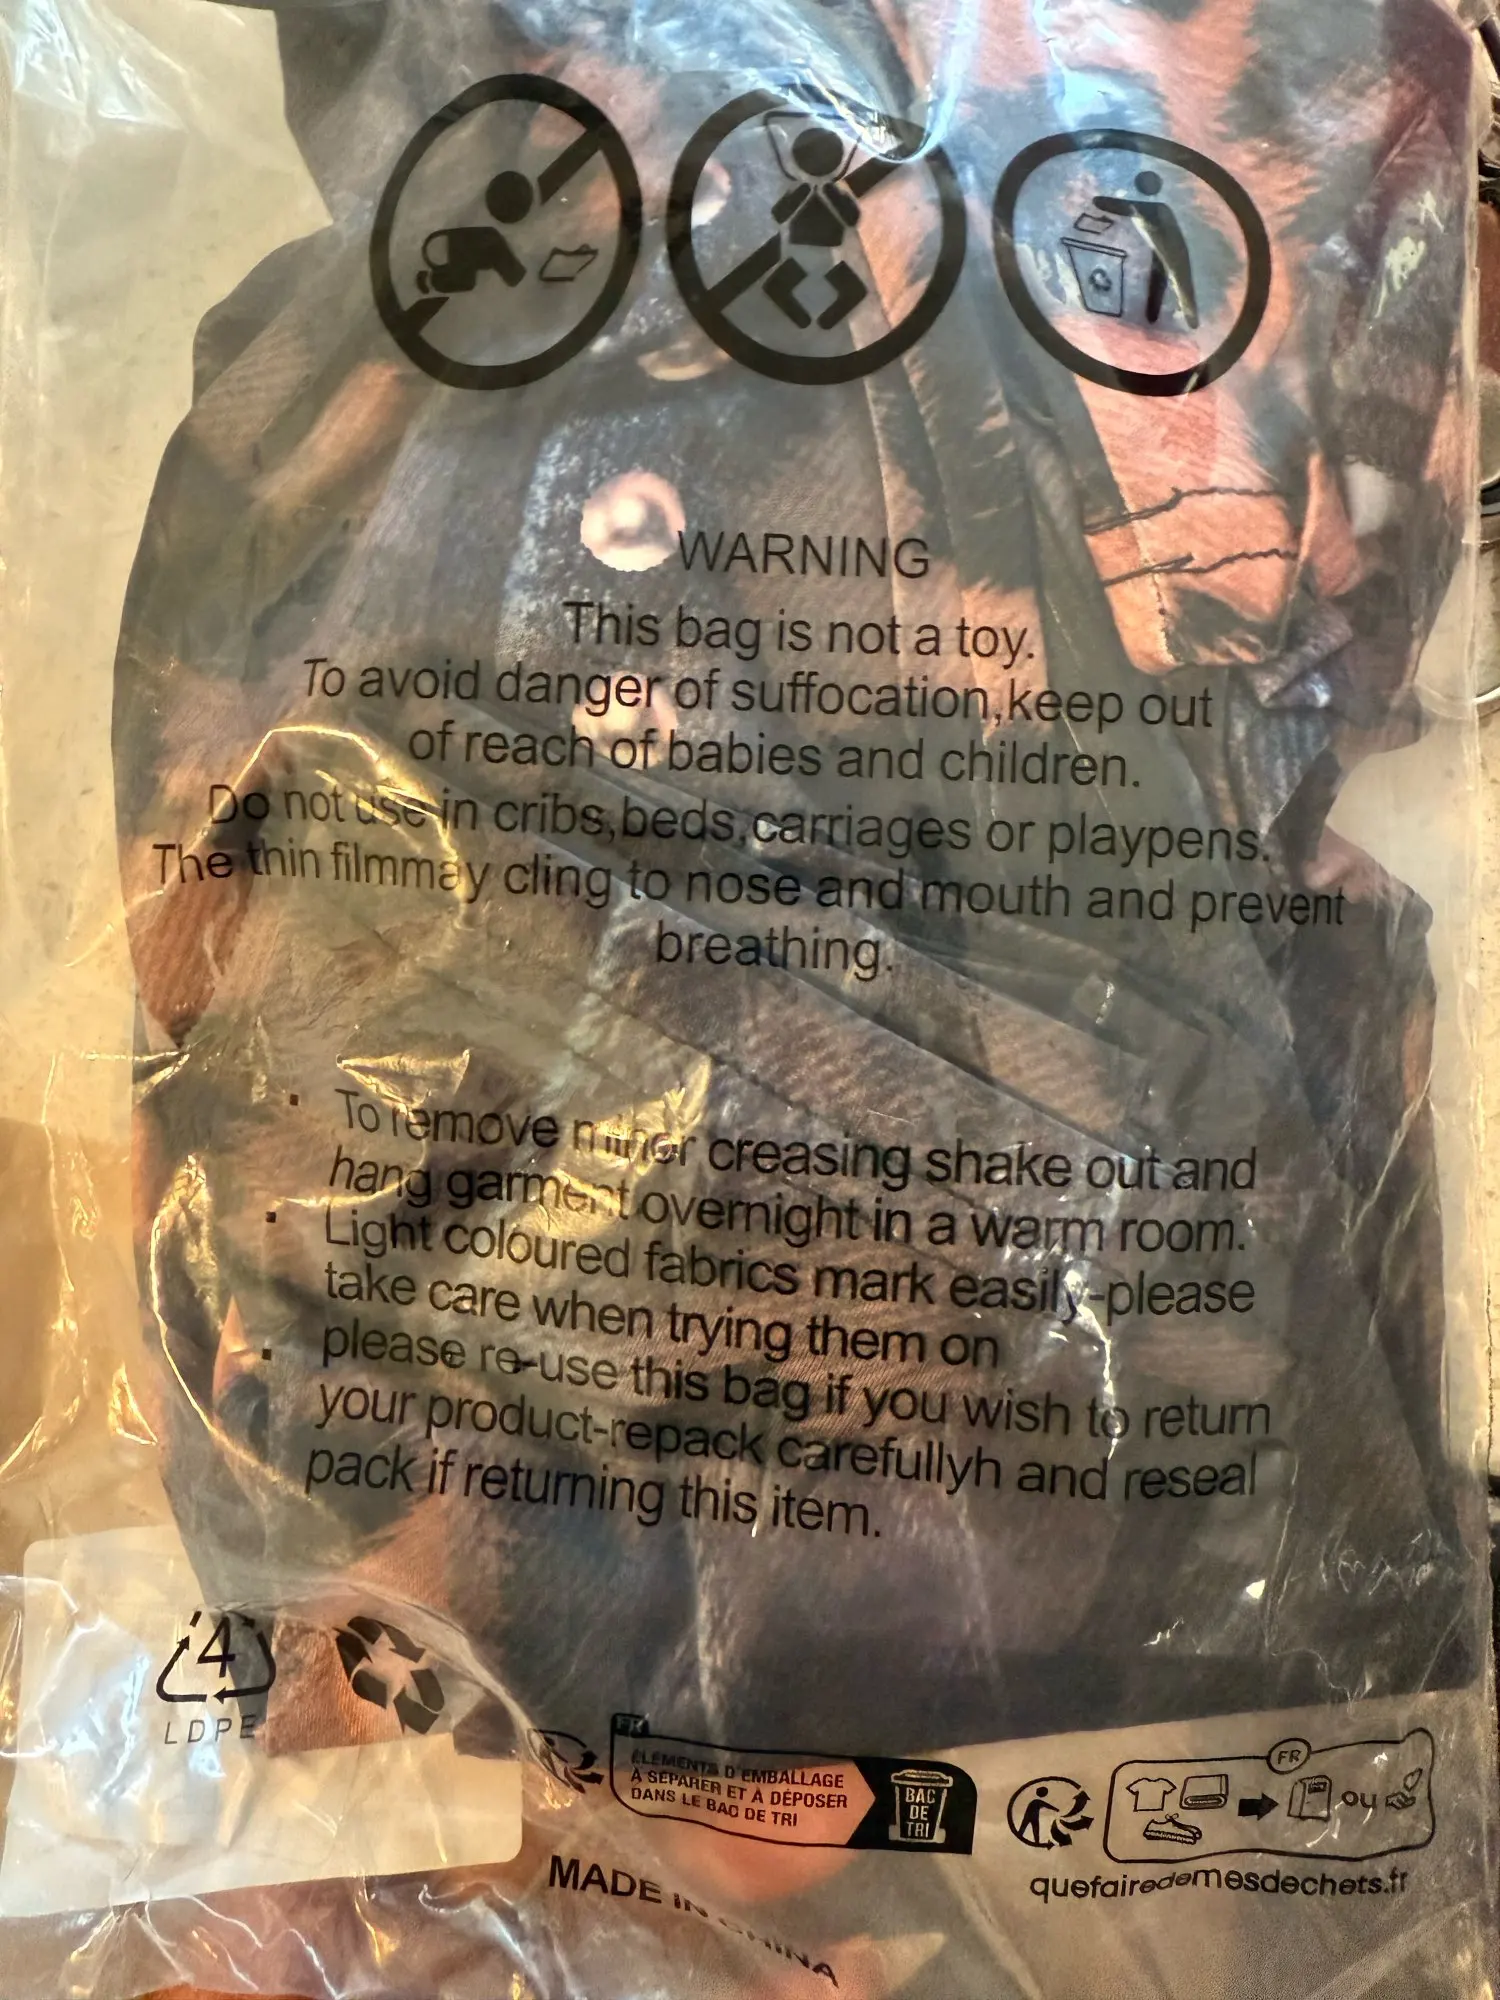 WARNING
This bag is not a toy.
To avoid danger of suffocation,keep out
of reach of babies and children.
Do not use in cribs,beds,carriages or playpens.
The thin filmmay cling to nose and mouth and prevent
breathing.
▪ To remove minor creasing shake out and
hang garment overnight in a warm room.
▪ Light coloured fabrics mark easily-please
take care when trying them on
▪ please re-use this bag if you wish to return
your product-repack carefullyh and reseal
pack if returning this item.
4
LDPE
FR
ÉLÉMENTS D'EMBALLAGE
À SÉPARER ET À DÉPOSER
DANS LE BAC DE TRI
BAC
DE
TRI
FR
ou
quefairedemesdechets.fr
MADE IN CHINA